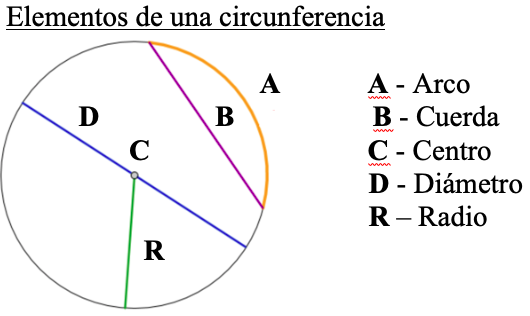 Elementos de una circunferencia
A
D
B
C
R
A - Arco
B - Cuerda
C - Centro
D - Diámetro
R – Radio